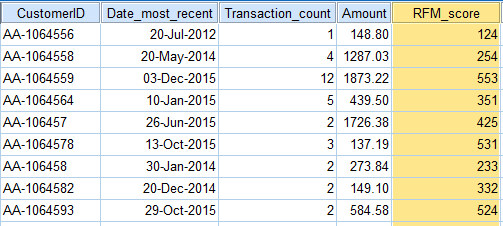 CustomerID Date_most_recent Transaction_count Amount RFM_score
AA-1064556 20-Jul-2012 1 148.80 124
AA-1064558 20-May-2014 4 1287.03 254
AA-1064559 03-Dec-2015 12 1873.22 553
AA-1064564 10-Jan-2015 5 439.50 351
AA-106457 26-Jun-2015 2 1726.38 425
AA-1064578 13-Oct-2015 3 137.19 531
AA-106458 30-Jan-2014 2 273.84 233
AA-1064582 20-Dec-2014 2 149.10 332
AA-1064593 29-Oct-2015 2 584.58 524